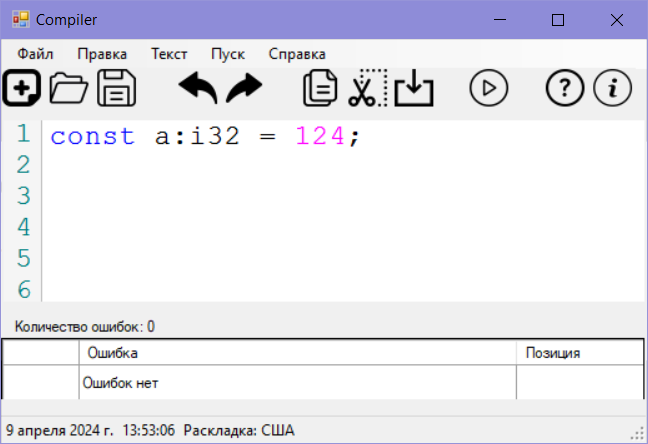 Compiler
Файл Правка Текст Пуск Справка
1 const a:i32 = 124;
2
3
4
5
6
Количество ошибок: 0
Ошибка Позиция
Ошибок нет
9 апреля 2024 г. 13:53:06 Раскладка: США